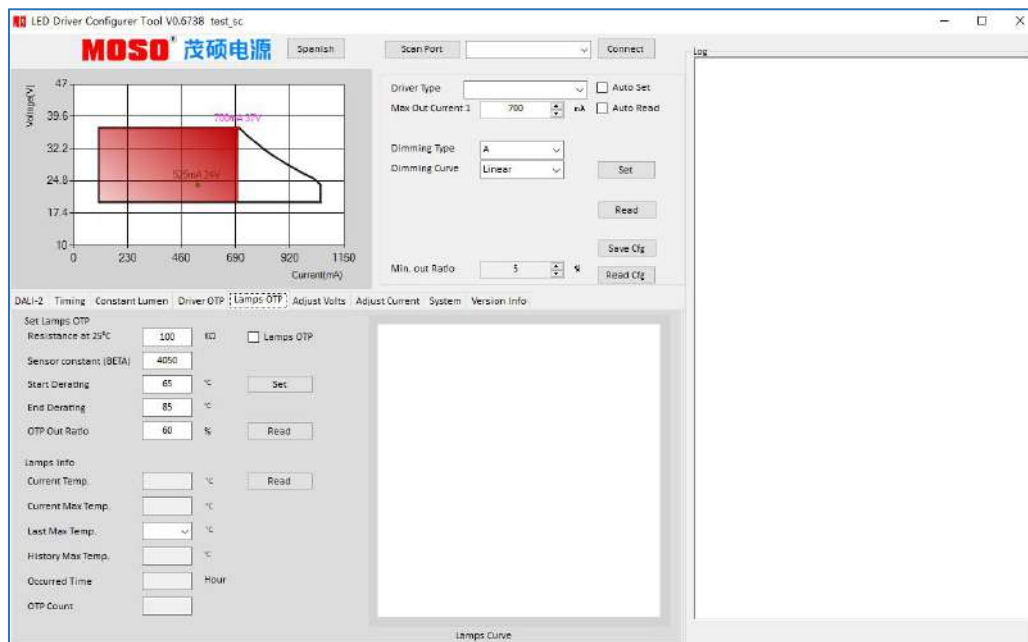 LED Driver Configurer Tool V0.6738 test_sc
MOSO® 茂硕电源
Spanish
Scan Port
Connect
Log
Voltage(V)
47
39.6
32.2
24.8
17.4
10
700mA 37V
525mA 24V
0 230 460 690 920 1150
Current(mA)
Driver Type
Auto Set
Max Out Current 1 700 mA
Auto Read
Dimming Type A
Dimming Curve Linear
Set
Read
Save Cfg
Min. out Ratio 5 %
Read Cfg
DALI-2 Timing Constant Lumen Driver OTP Lamps OTP Adjust Volts Adjust Current System Version Info
Set Lamps OTP
Resistance at 25°C 100 KΩ Lamps OTP
Sensor constant (BETA) 4050
Start Derating 65 °C Set
End Derating 85 °C
OTP Out Ratio 60 % Read
Lamps Info
Current Temp. °C Read
Current Max Temp. °C
Last Max Temp. °C
History Max Temp. °C
Occurred Time Hour
OTP Count
Lamps Curve